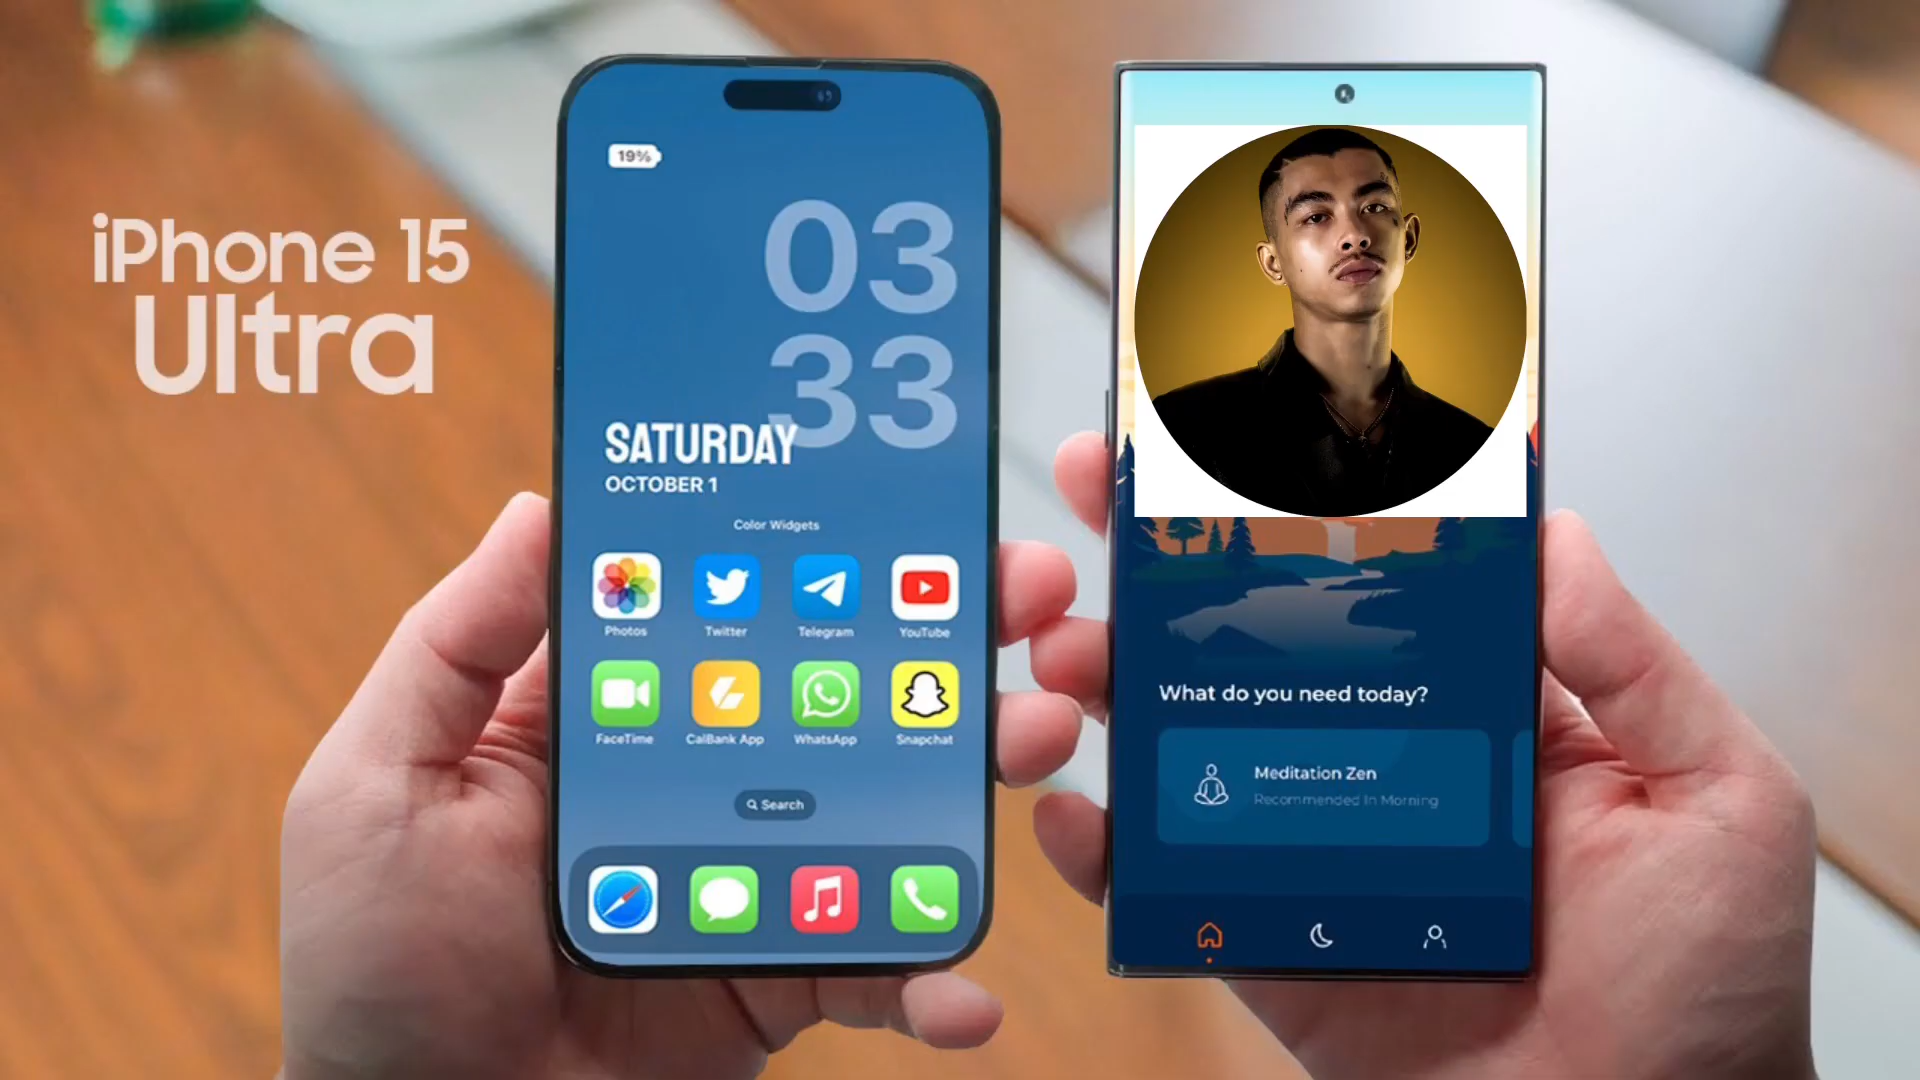 iPhone 15
Ultra
19%
03
33
SATURDAY
OCTOBER 1
Color Widgets
Photos
Twitter
Telegram
YouTube
FaceTime
CalBank App
WhatsApp
Snapchat
Search
What do you need today?
Meditation Zen
Recommended In Morning